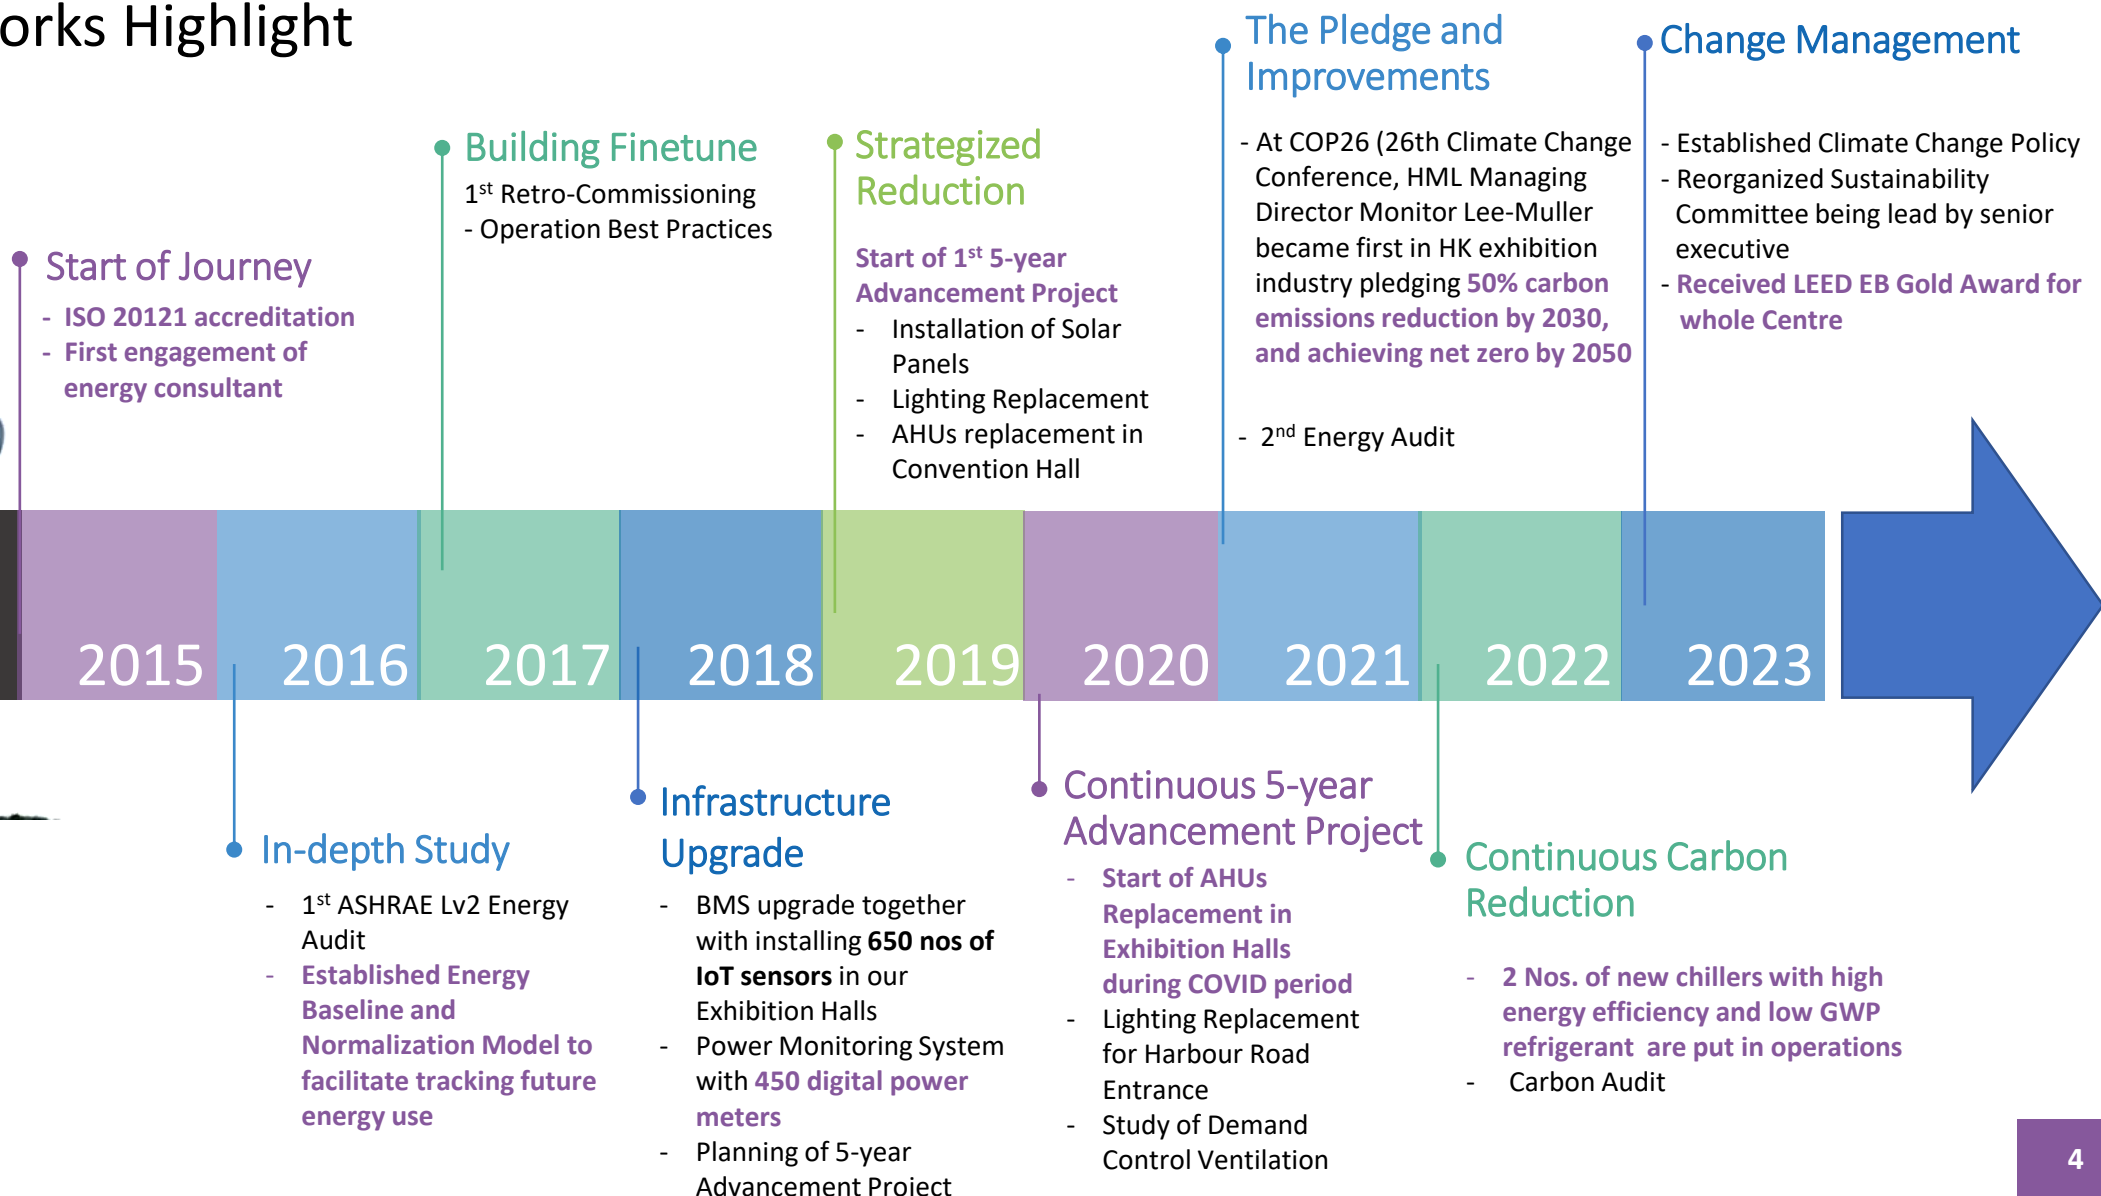 orks Highlight
Start of Journey
- ISO 20121 accreditation
- First engagement of
energy consultant
Building Finetune
1st Retro-Commissioning
- Operation Best Practices
Strategized
Reduction
Start of 1st 5-year
Advancement Project
- Installation of Solar
Panels
- Lighting Replacement
- AHUs replacement in
Convention Hall
The Pledge and
Improvements
- At COP26 (26th Climate Change
Conference, HML Managing
Director Monitor Lee-Muller
became first in HK exhibition
industry pledging 50% carbon
emissions reduction by 2030,
and achieving net zero by 2050
- 2nd Energy Audit
Change Management
- Established Climate Change Policy
- Reorganized Sustainability
Committee being lead by senior
executive
- Received LEED EB Gold Award for
whole Centre
2015
2016
2017
2018
2019
2020
2021
2022
2023
In-depth Study
- 1st ASHRAE Lv2 Energy
Audit
- Established Energy
Baseline and
Normalization Model to
facilitate tracking future
energy use
Infrastructure
Upgrade
- BMS upgrade together
with installing 650 nos of
IoT sensors in our
Exhibition Halls
- Power Monitoring System
with 450 digital power
meters
- Planning of 5-year
Advancement Project
Continuous 5-year
Advancement Project
- Start of AHUs
Replacement in
Exhibition Halls
during COVID period
- Lighting Replacement
for Harbour Road
Entrance
- Study of Demand
Control Ventilation
Continuous Carbon
Reduction
- 2 Nos. of new chillers with high
energy efficiency and low GWP
refrigerant are put in operations
- Carbon Audit
4